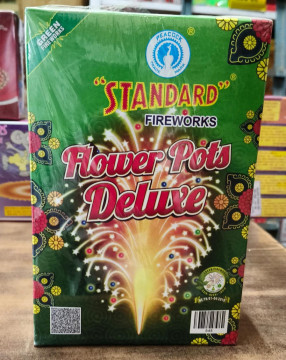 GREEN
FIREWORKS
PEACOCK
"STANDARD"
FIREWORKS
Flower Pots
Deluxe